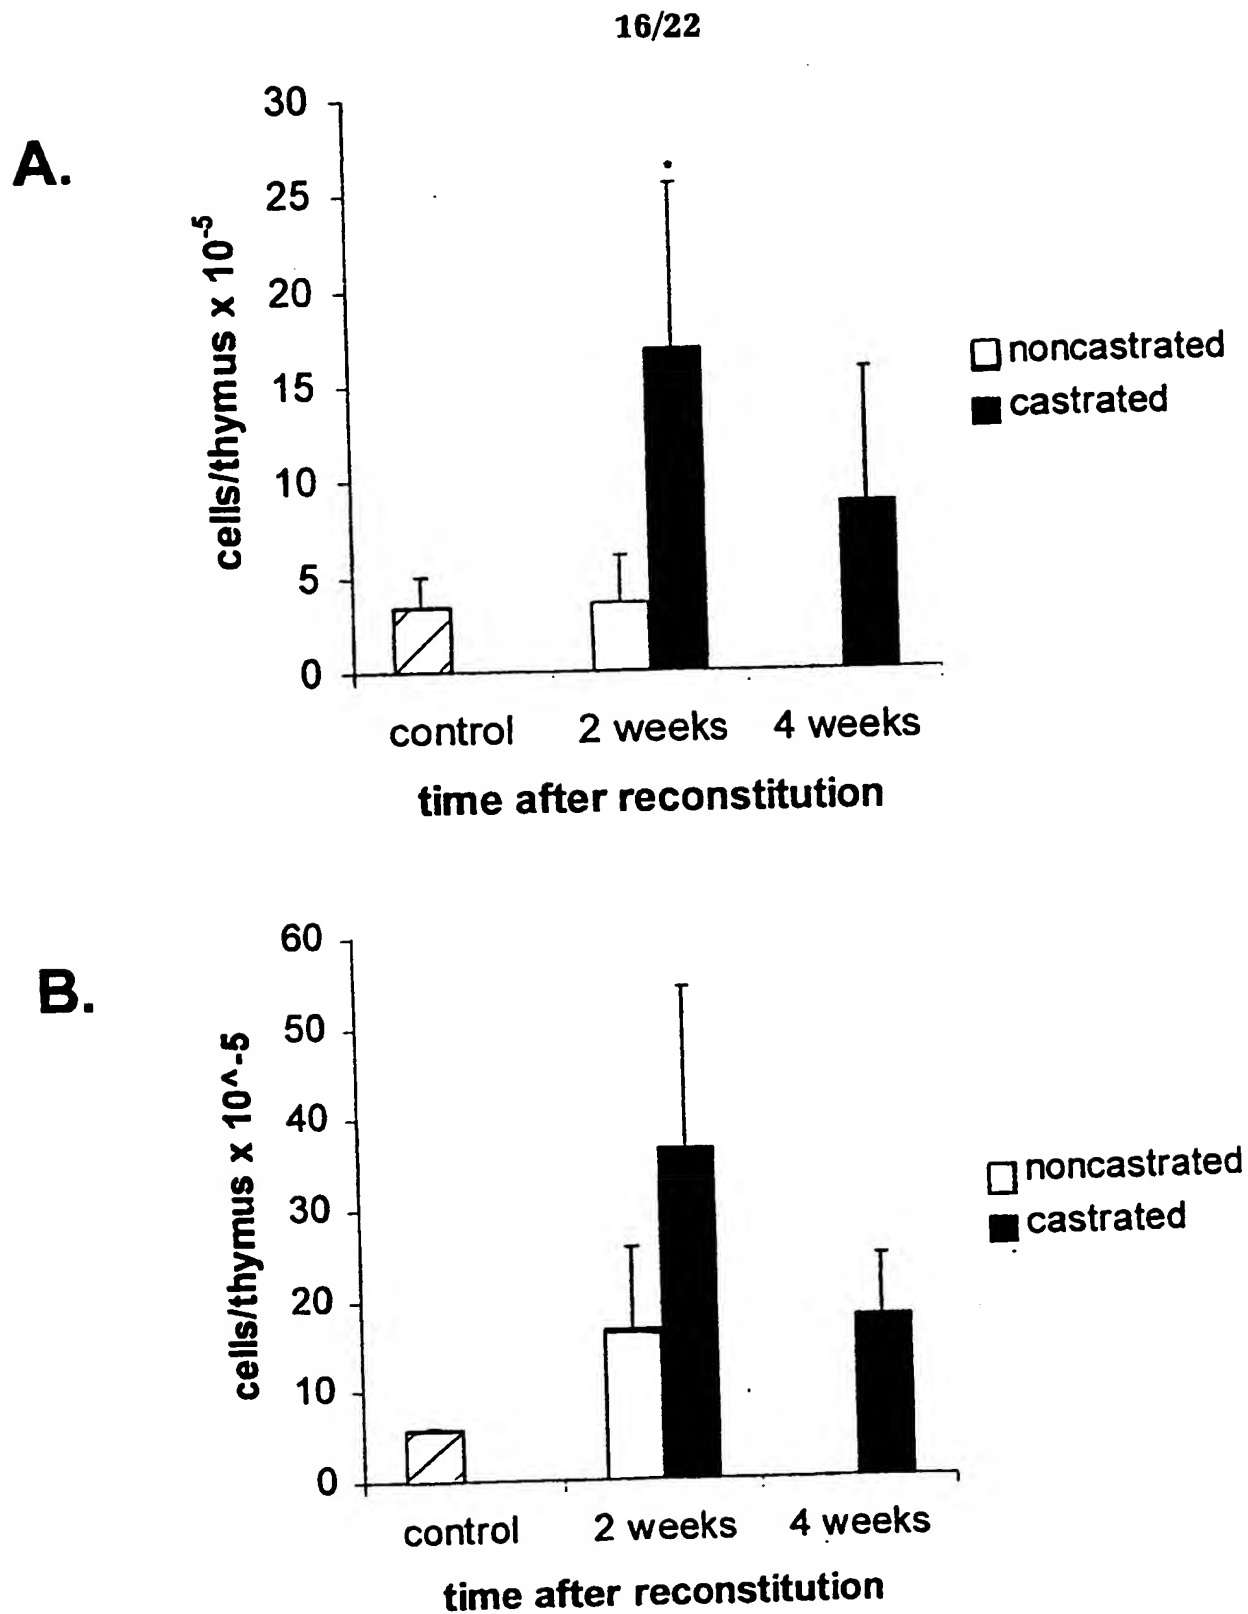 16/22
A.
30
25
20
15
10
5
0
cells/thymus x 10-5
control 2 weeks 4 weeks
time after reconstitution
*
noncastrated
castrated
B.
60
50
40
30
20
10
0
cells/thymus x 10^-5
control 2 weeks 4 weeks
time after reconstitution
noncastrated
castrated